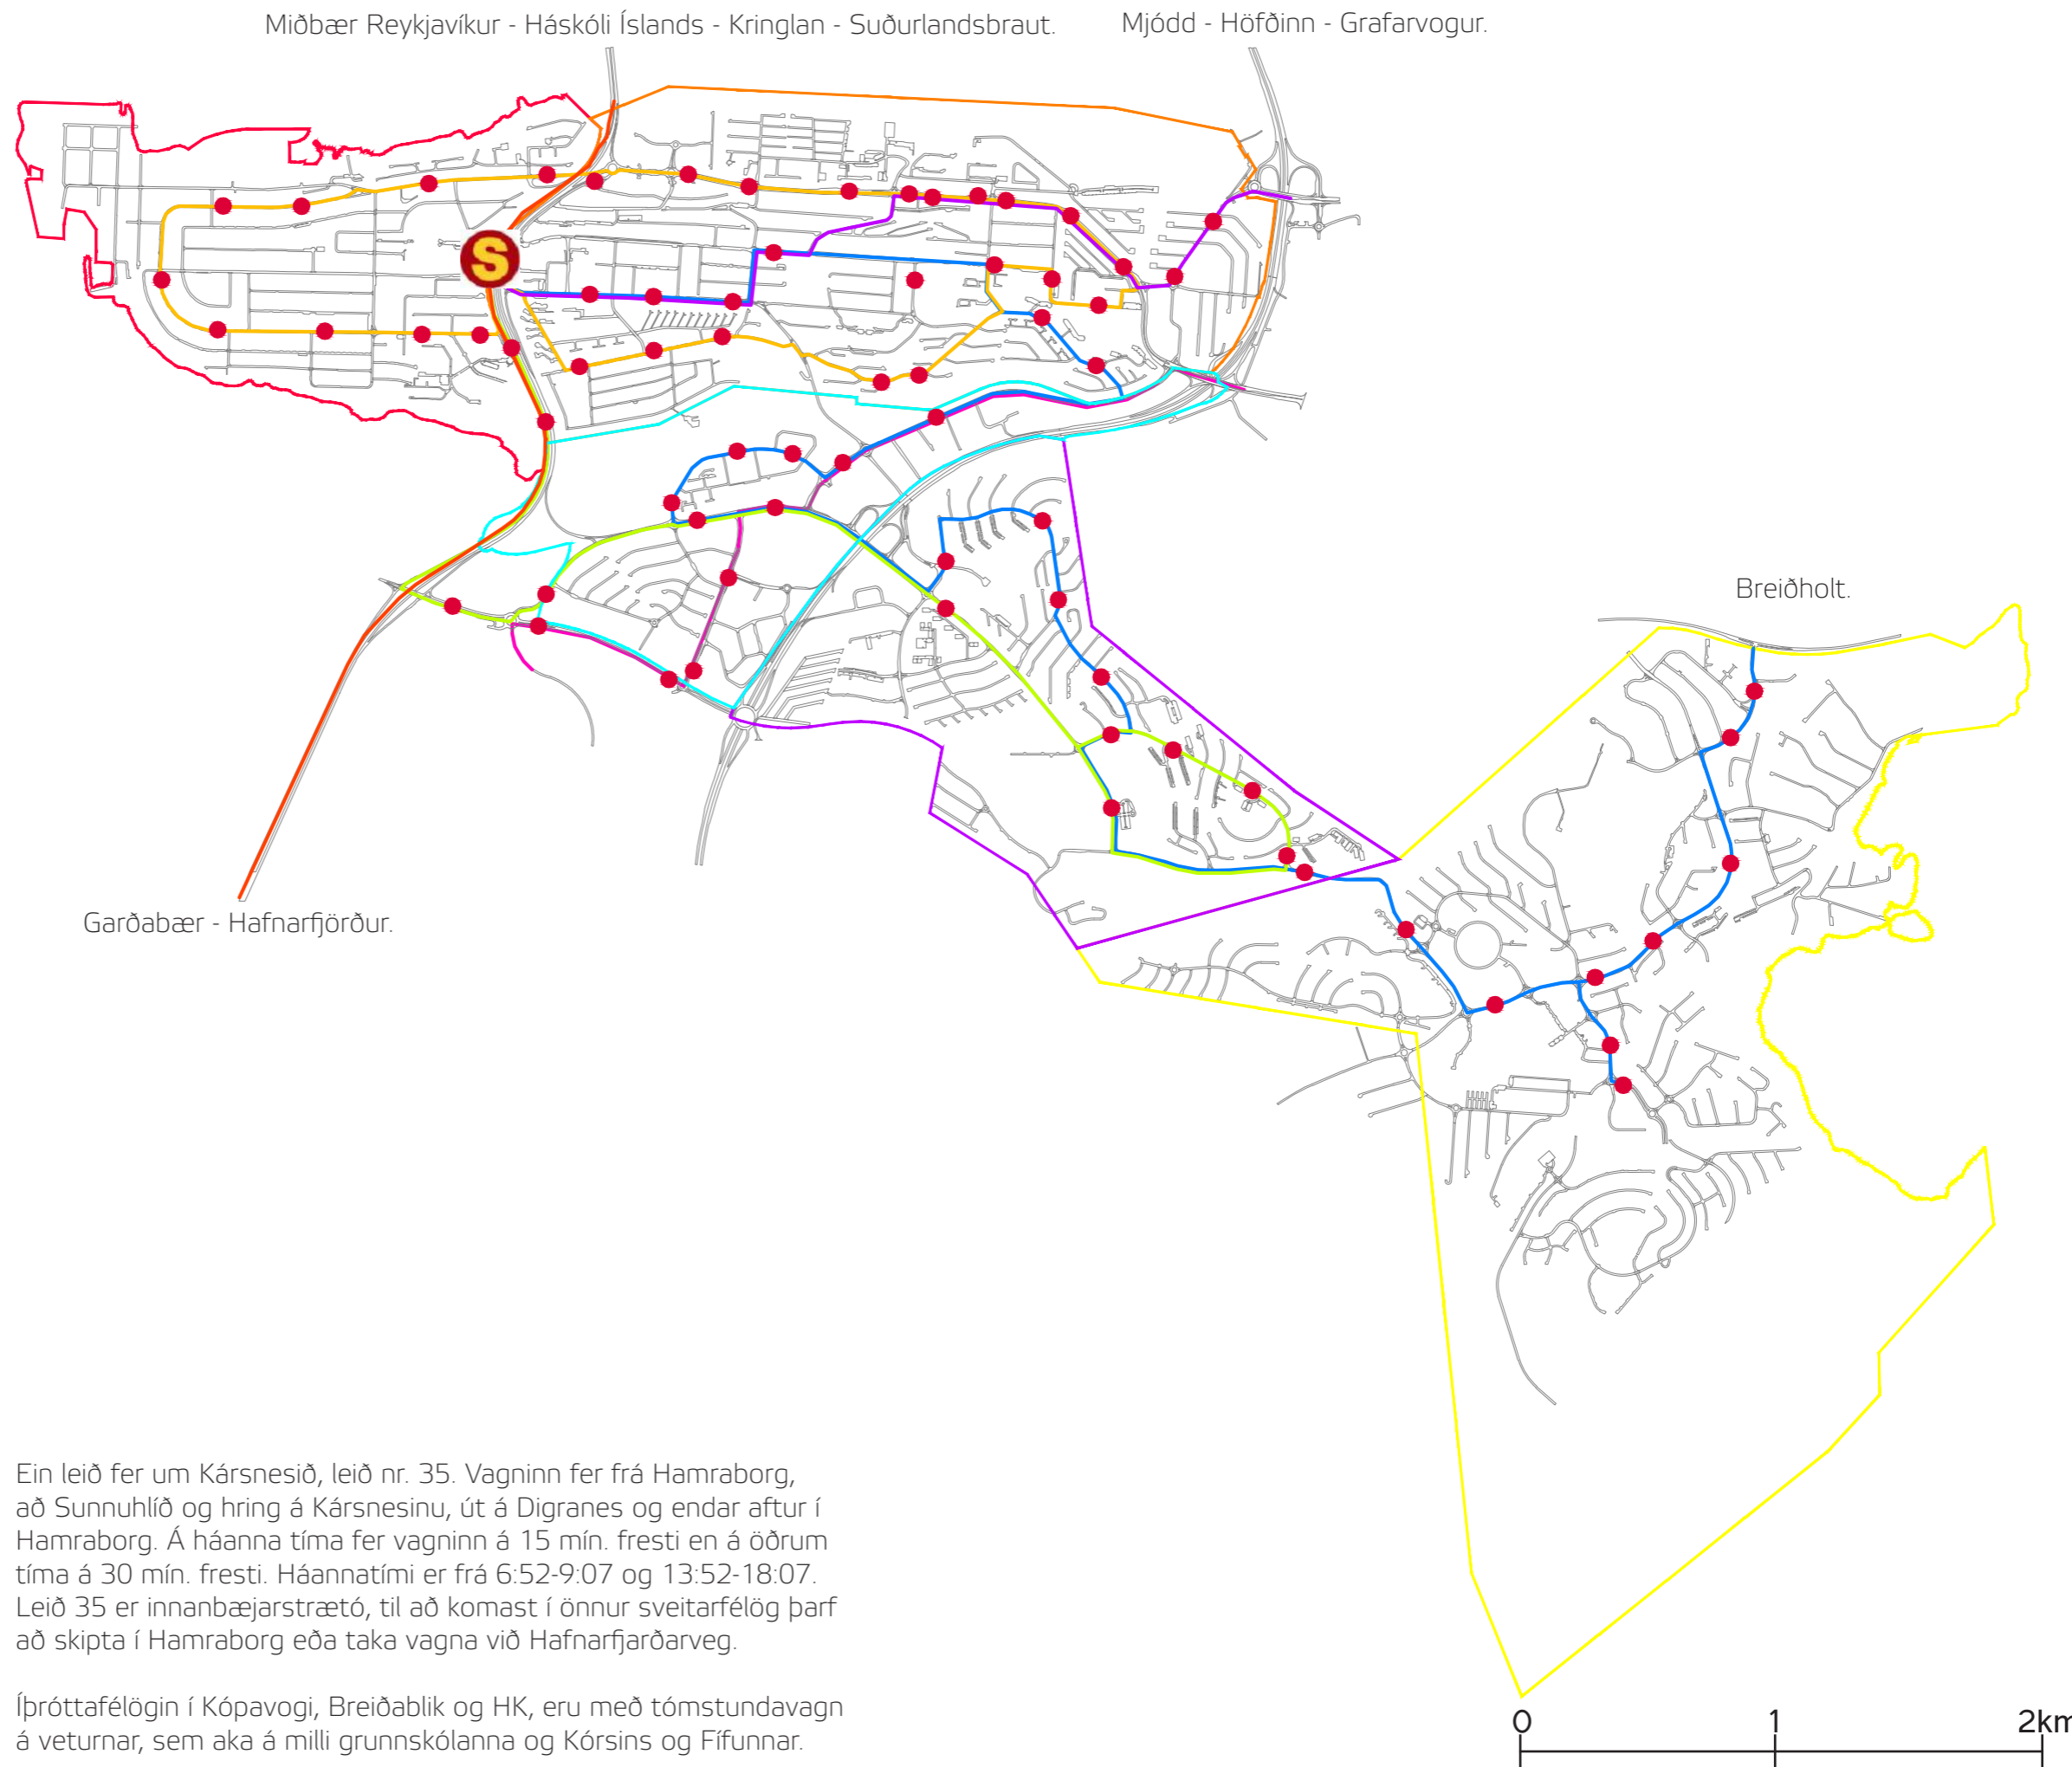 Miðbær Reykjavíkur - Háskóli Íslands - Kringlan - Suðurlandsbraut.
Mjódd - Höfðinn - Grafarvogur.
S
Breiðholt.
Garðabær - Hafnarfjörður.
Ein leið fer um Kársnesið, leið nr. 35. Vagninn fer frá Hamraborg,
að Sunnuhlíð og hring á Kársnesinu, út á Digranes og endar aftur í
Hamraborg. Á háanna tíma fer vagninn á 15 mín. fresti en á öðrum
tíma á 30 mín. fresti. Háannatími er frá 6:52-9:07 og 13:52-18:07.
Leið 35 er innanbæjarstrætó, til að komast í önnur sveitarfélög þarf
að skipta í Hamraborg eða taka vagna við Hafnarfjarðarveg.
Íþróttafélögin í Kópavogi, Breiðablik og HK, eru með tómstundavagn
á veturnar, sem aka á milli grunnskólanna og Kórsins og Fífunnar.
0 1 2km